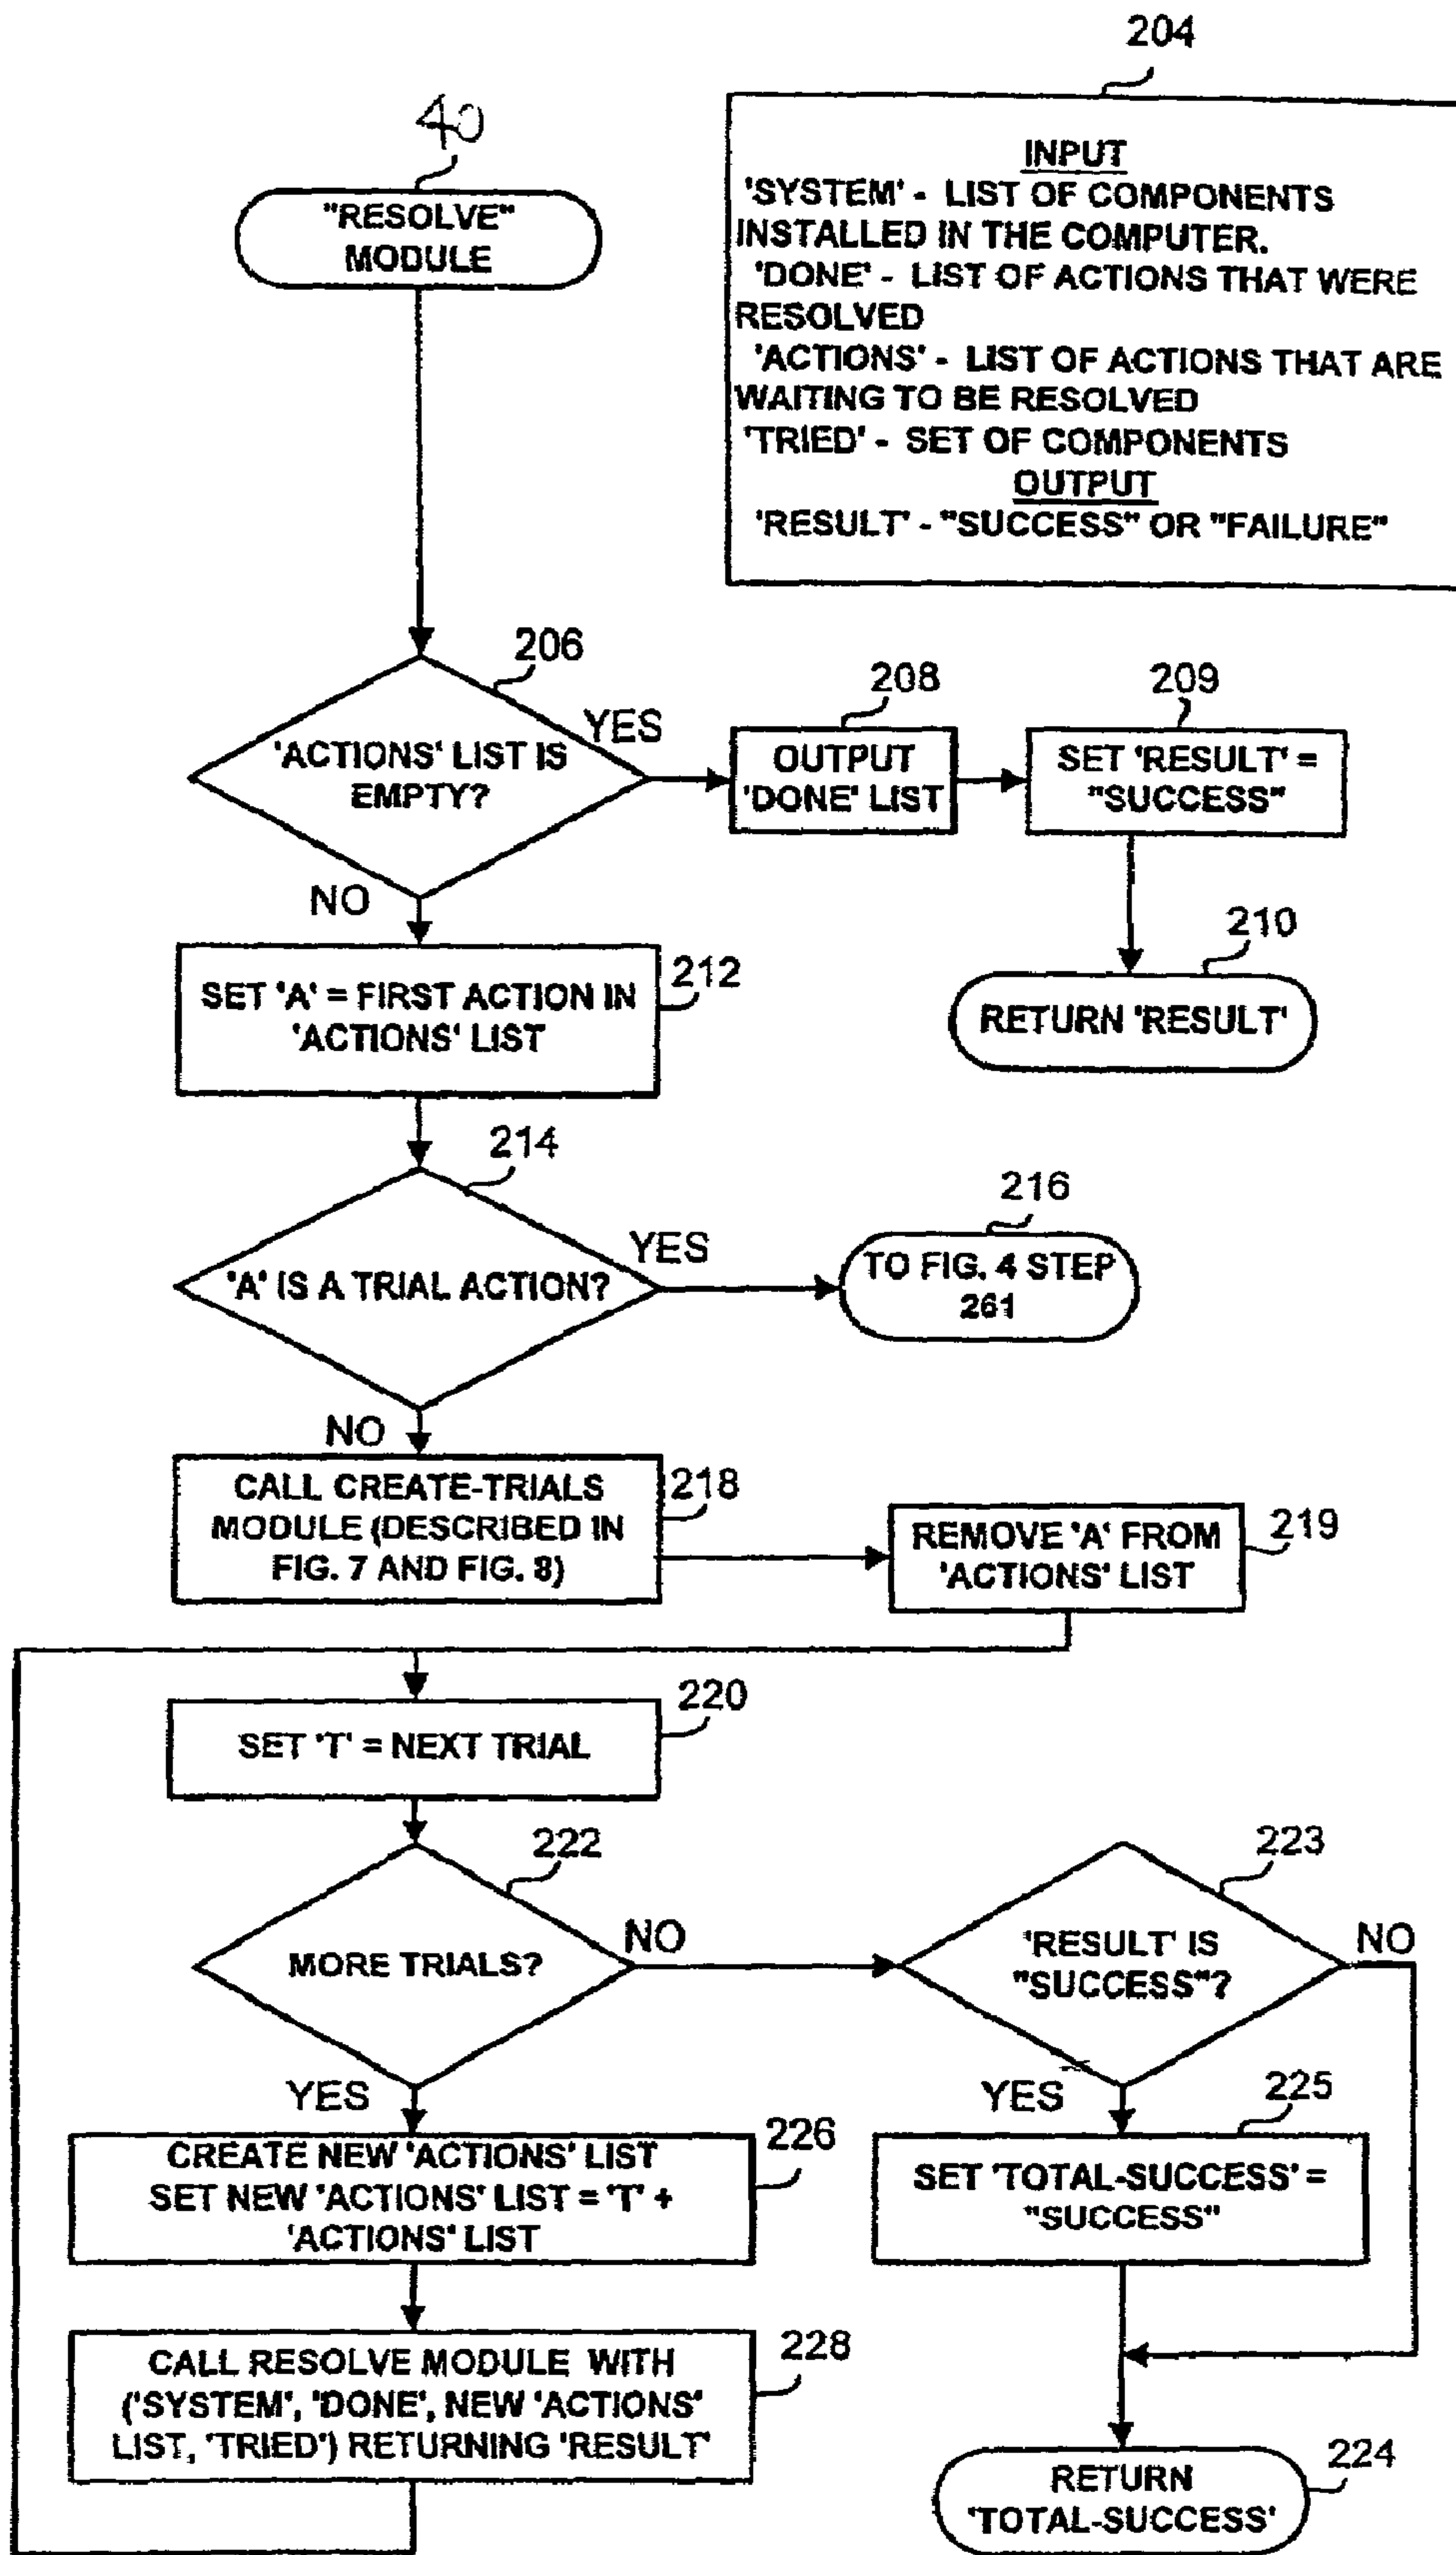 204
INPUT
'SYSTEM' - LIST OF COMPONENTS
INSTALLED IN THE COMPUTER.
'DONE' - LIST OF ACTIONS THAT WERE
RESOLVED
'ACTIONS' - LIST OF ACTIONS THAT ARE
WAITING TO BE RESOLVED
'TRIED' - SET OF COMPONENTS
OUTPUT
'RESULT' - "SUCCESS" OR "FAILURE"
40
"RESOLVE"
MODULE
206
'ACTIONS' LIST IS
EMPTY?
YES
208
OUTPUT
'DONE' LIST
209
SET 'RESULT' =
"SUCCESS"
210
RETURN 'RESULT'
NO
212
SET 'A' = FIRST ACTION IN
'ACTIONS' LIST
214
'A' IS A TRIAL ACTION?
YES
216
TO FIG. 4 STEP
261
NO
218
CALL CREATE-TRIALS
MODULE (DESCRIBED IN
FIG. 7 AND FIG. 8)
219
REMOVE 'A' FROM
'ACTIONS' LIST
220
SET 'T' = NEXT TRIAL
222
MORE TRIALS?
NO
223
'RESULT' IS
"SUCCESS"?
NO
YES
226
CREATE NEW 'ACTIONS' LIST
SET NEW 'ACTIONS' LIST = 'T' +
'ACTIONS' LIST
YES
225
SET 'TOTAL-SUCCESS' =
"SUCCESS"
228
CALL RESOLVE MODULE WITH
('SYSTEM', 'DONE', NEW 'ACTIONS'
LIST, 'TRIED') RETURNING 'RESULT'
224
RETURN
'TOTAL-SUCCESS'